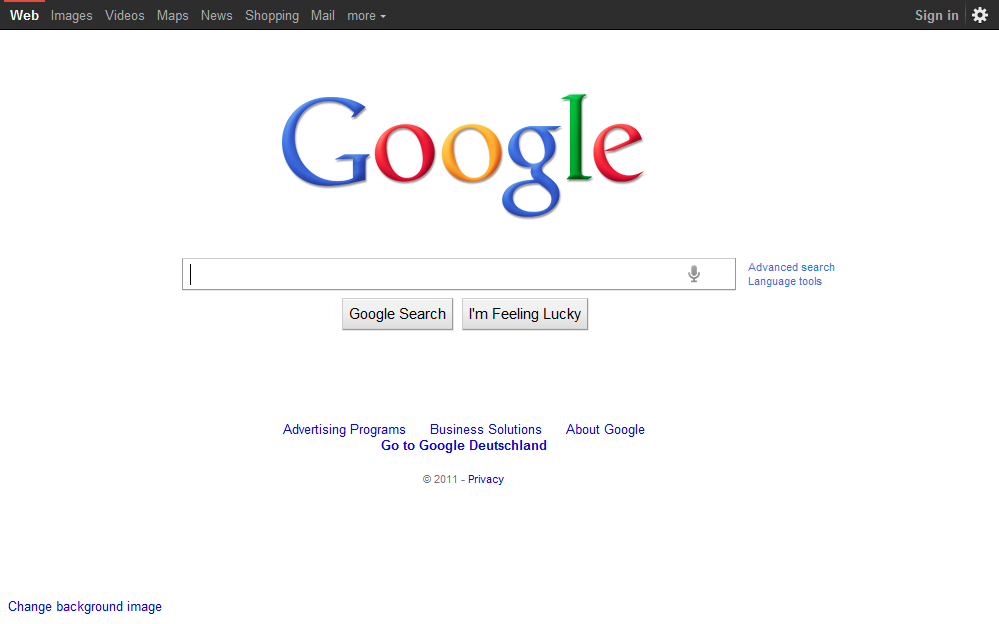 Web Images Videos Maps News Shopping Mail more Sign in
Google
Advanced search
Language tools
Google Search I'm Feeling Lucky
Advertising Programs Business Solutions About Google
Go to Google Deutschland
© 2011 - Privacy
Change background image